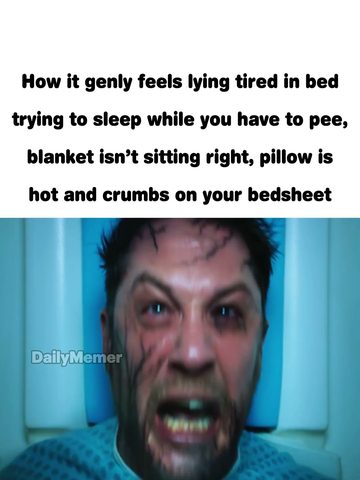 How it genly feels lying tired in bed
trying to sleep while you have to pee,
blanket isn’t sitting right, pillow is
hot and crumbs on your bedsheet
DailyMemer